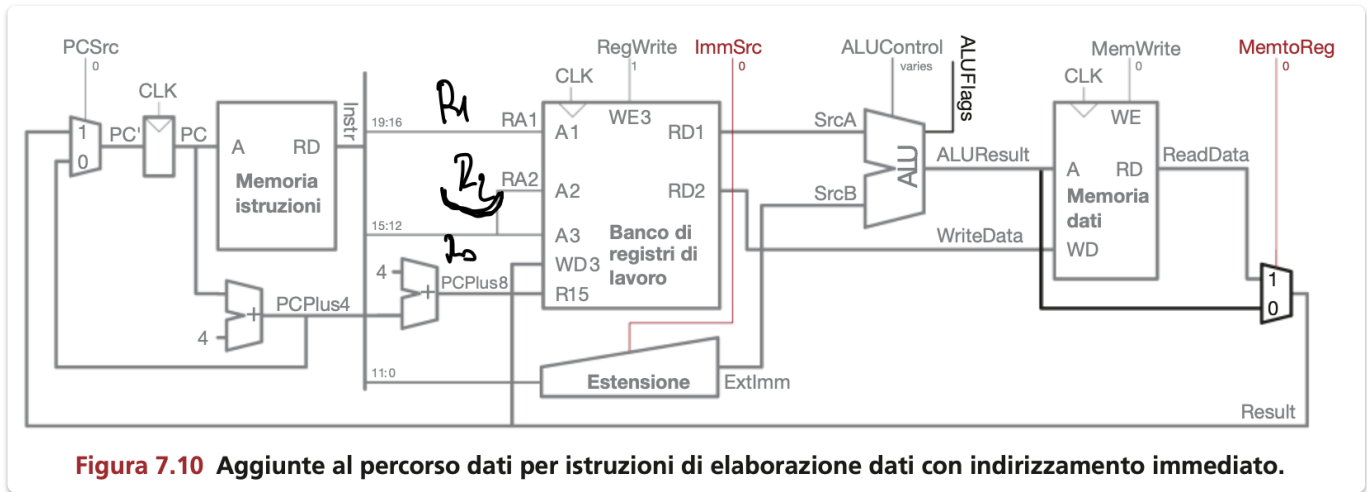 PCSrc
0
RegWrite
1
ImmSrc
0
ALUControl
varies
ALUFlags
MemWrite
0
MemtoReg
0
CLK
CLK
CLK
1
0
PC'
PC
A
RD
Memoria
istruzioni
Instr
19:16
R1
RA1
A1
WE3
RD1
RA2
A2
RD2
15:12
A3
WD3
R15
Banco di
registri di
lavoro
SrcA
SrcB
ALU
ALUResult
WriteData
WE
A
RD
Memoria
dati
WD
ReadData
1
0
R2
4
+
PCPlus8
PCPlus4
+
4
11:0
Estensione
ExtImm
Result
Figura 7.10 Aggiunte al percorso dati per istruzioni di elaborazione dati con indirizzamento immediato.